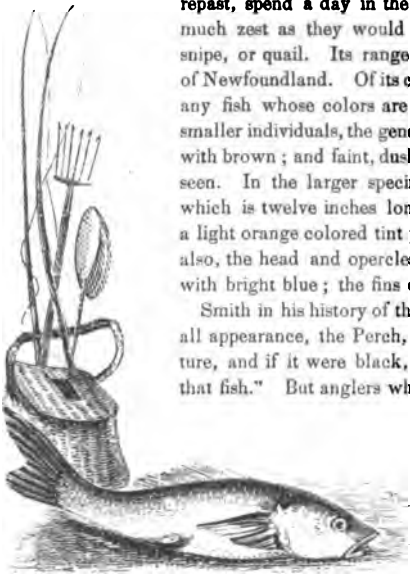 repast, spend a day in the
much zest as they would
snipe, or quail. Its range
of Newfoundland. Of its c
any fish whose colors are
smaller individuals, the gene
with brown ; and faint, dusl
seen. In the larger speci
which is twelve inches lon
a light orange colored tint
also, the head and opercle
with bright blue ; the fins
Smith in his history of th
all appearance, the Perch,
ture, and if it were black,
that fish." But anglers wh